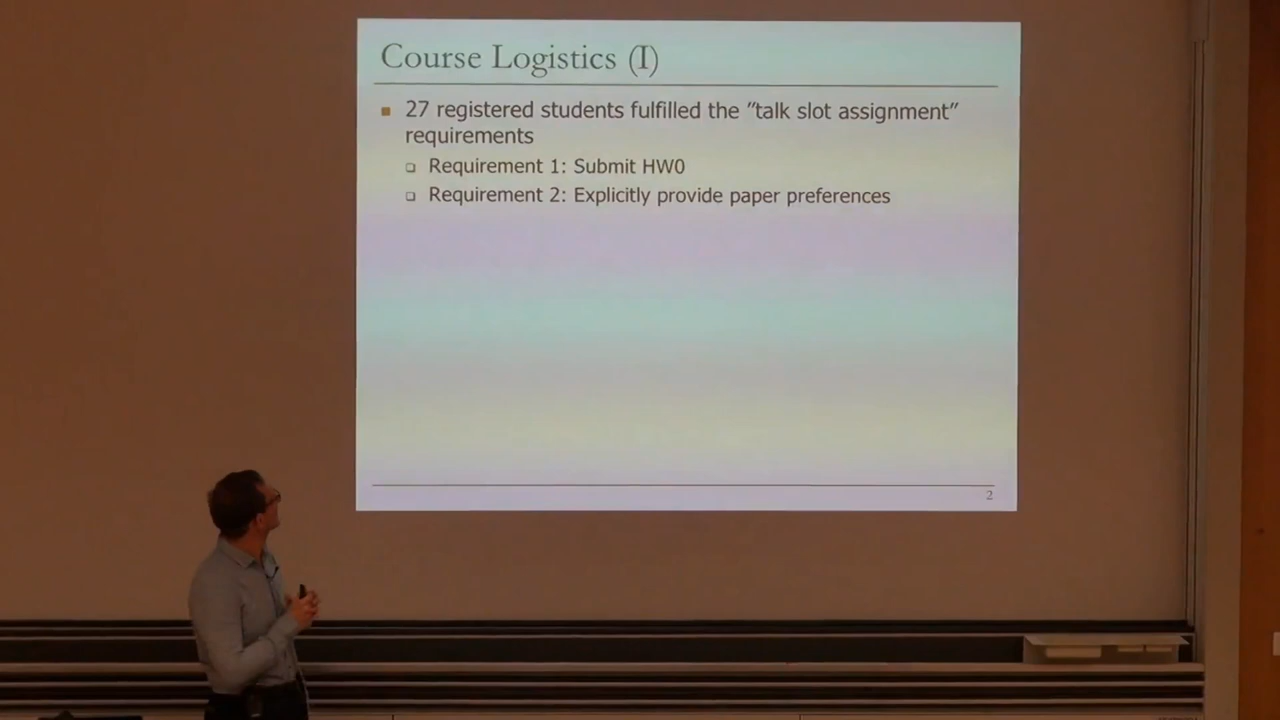 Course Logistics (I)
27 registered students fulfilled the "talk slot assignment"
requirements
Requirement 1: Submit HW0
Requirement 2: Explicitly provide paper preferences
2